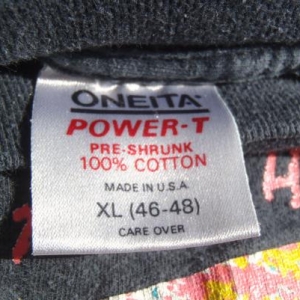 ONEITA
POWER-T
PRE-SHRUNK
100% COTTON
MADE IN U.S.A.
XL (46-48)
CARE OVER